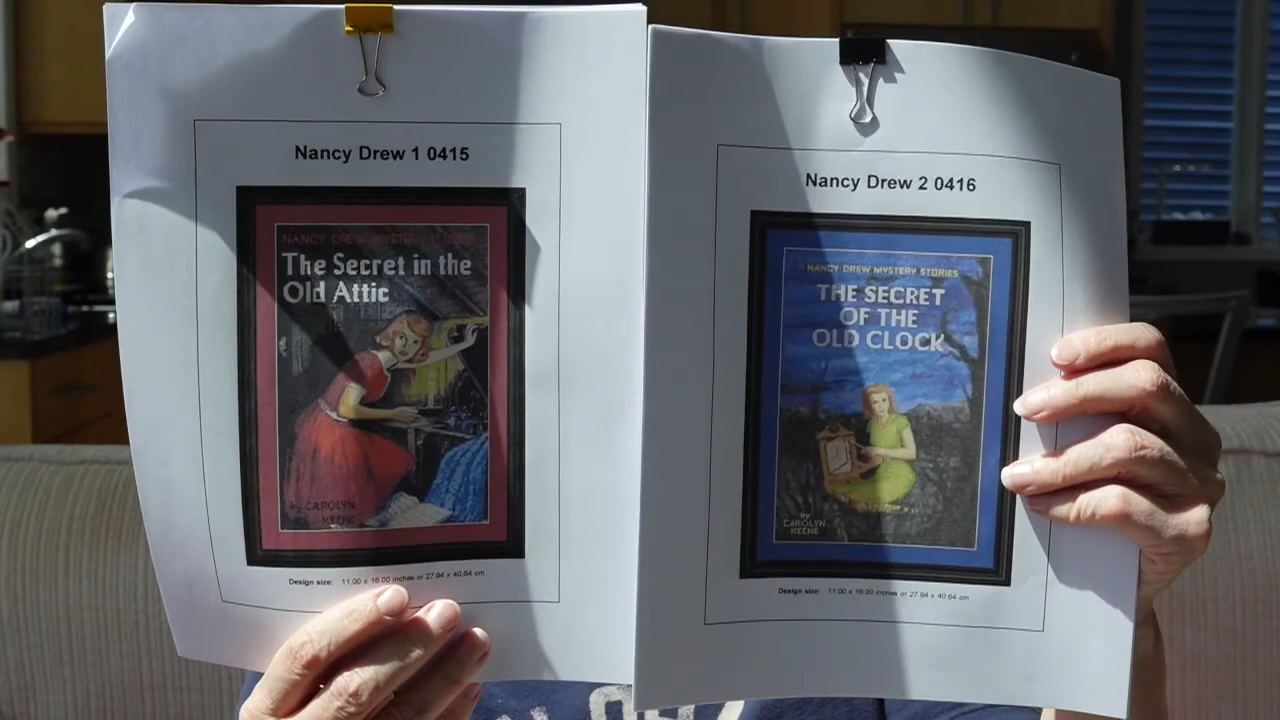 Nancy Drew 1 0415
NANCY DREW MYSTERY STORIES
The Secret in the
Old Attic
by CAROLYN
KEENE
Design size: 11.00 x 16.00 inches or 27.94 x 40.64 cm
Nancy Drew 2 0416
NANCY DREW MYSTERY STORIES
THE SECRET
OF THE
OLD CLOCK
by
CAROLYN
KEENE
Design size: 11.00 x 16.00 inches or 27.94 x 40.64 cm